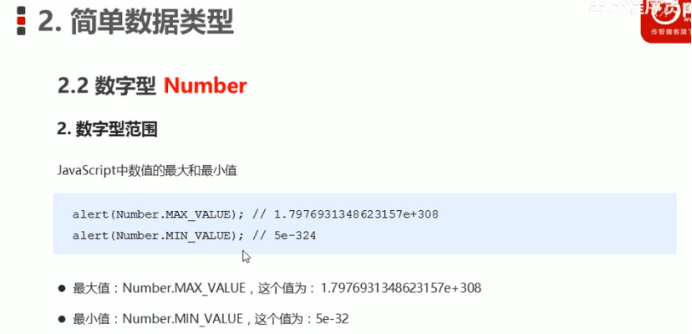 2. 简单数据类型
2.2 数字型 Number
2. 数字型范围
JavaScript中数值的最大和最小值
alert(Number.MAX_VALUE); // 1.7976931348623157e+308
alert(Number.MIN_VALUE); // 5e-324
● 最大值：Number.MAX_VALUE，这个值为： 1.7976931348623157e+308
● 最小值：Number.MIN_VALUE，这个值为：5e-32